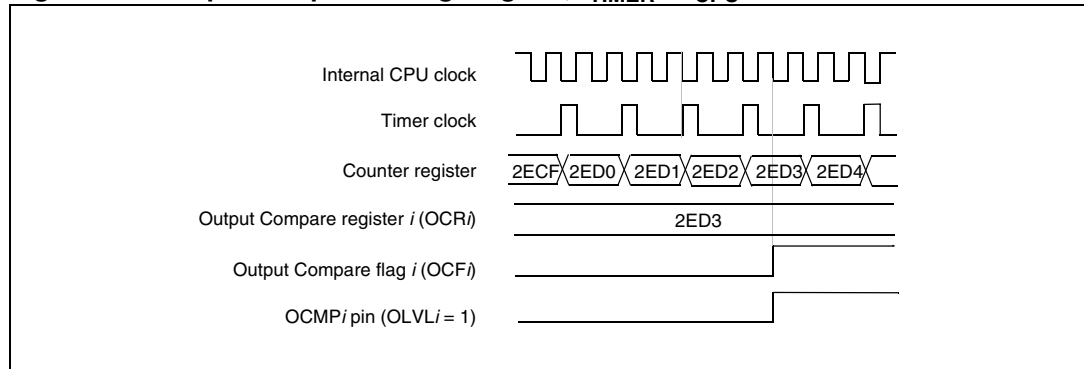 Internal CPU clock
Timer clock
Counter register 2ECF 2ED0 2ED1 2ED2 2ED3 2ED4
Output Compare register i (OCRi) 2ED3
Output Compare flag i (OCFi)
OCMPi pin (OLVLi = 1)